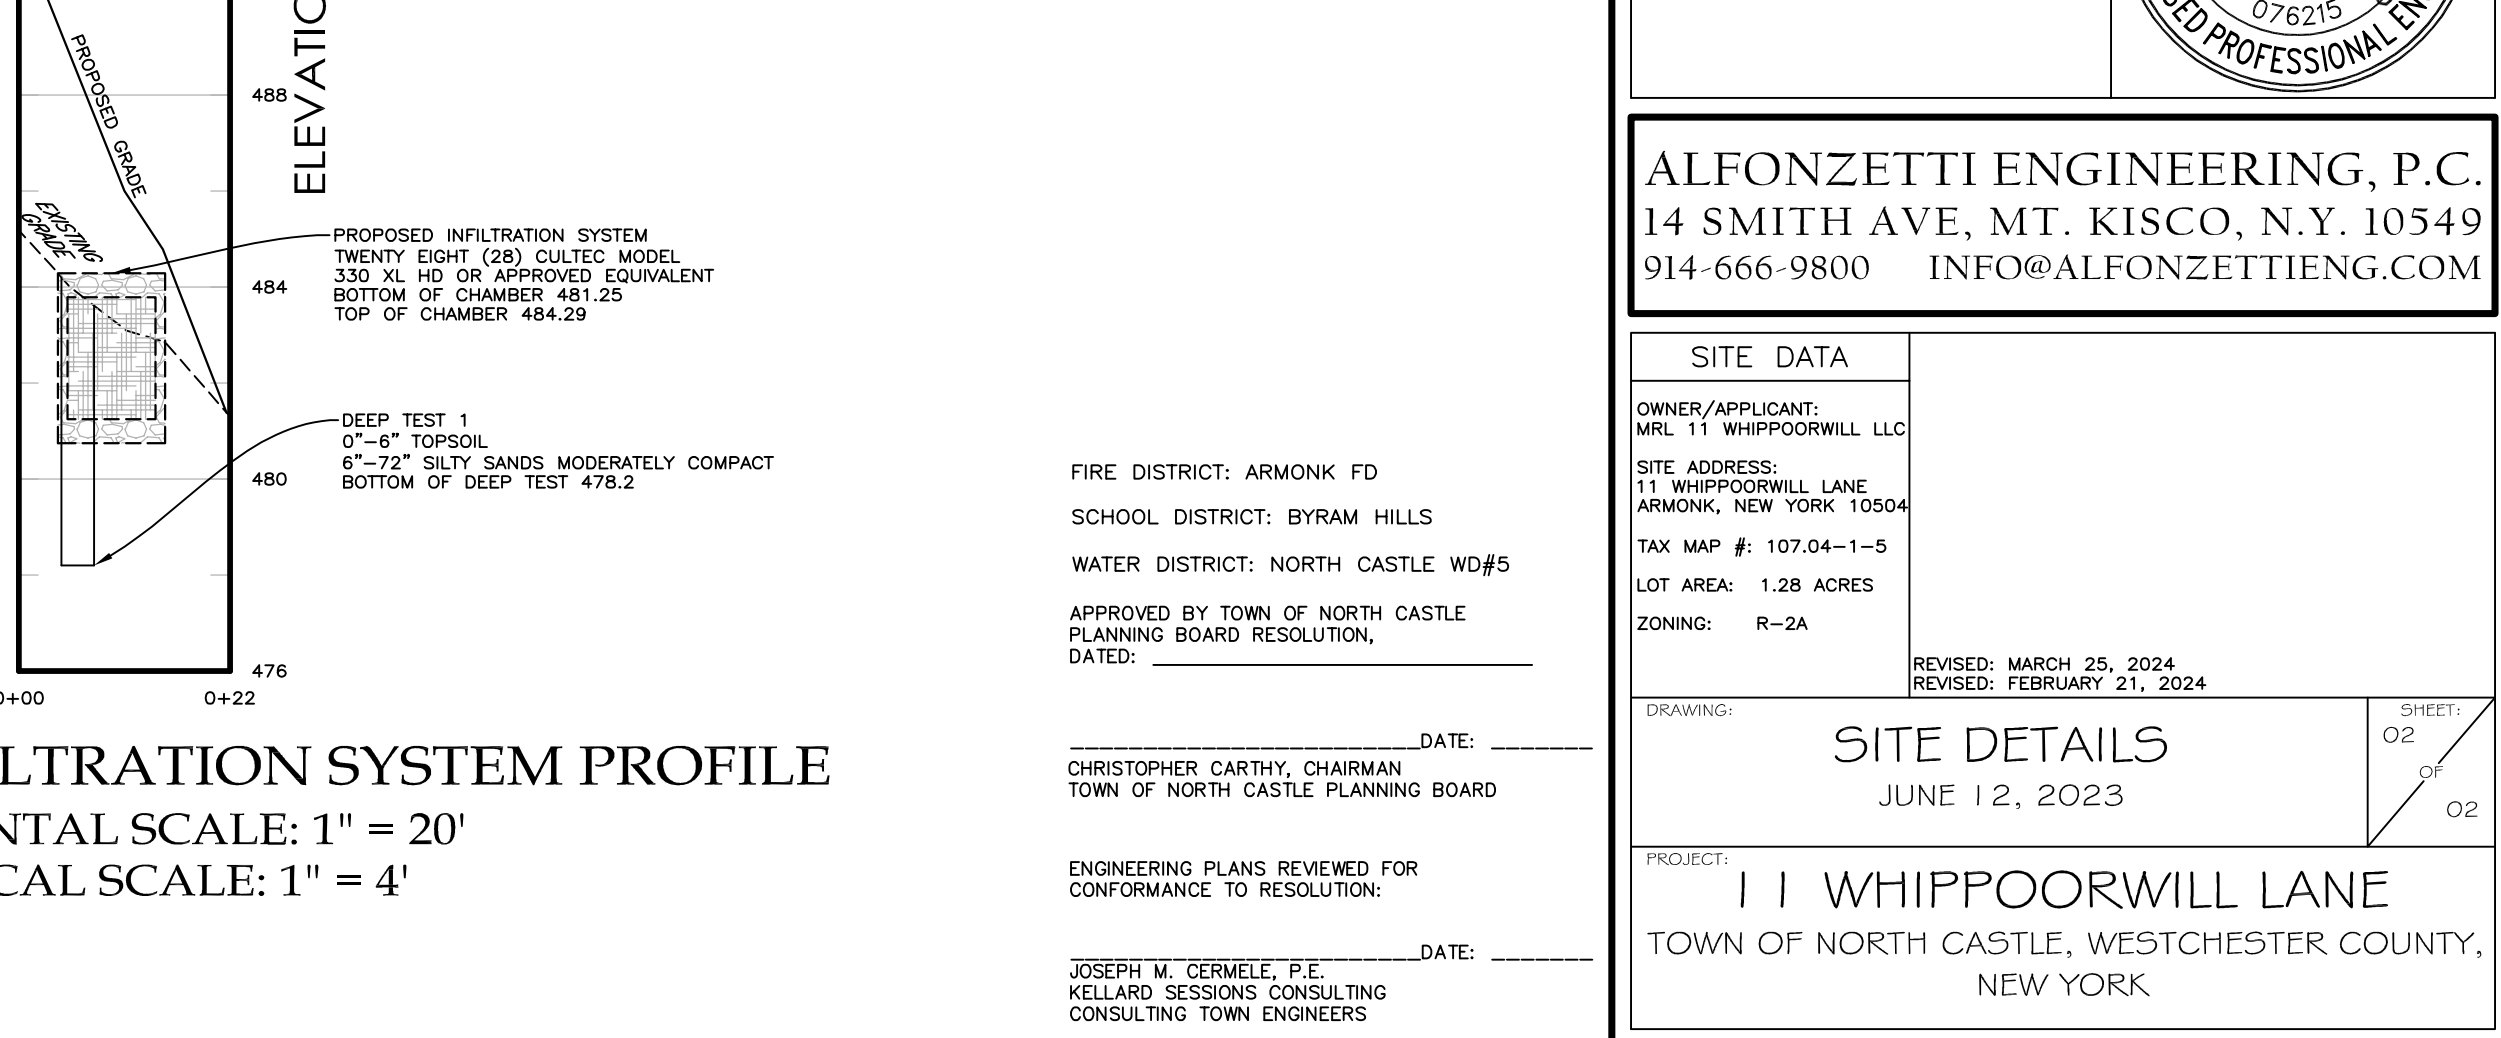 PROPOSED GRADE
EXISTING
GRADE
488
484
480
476
0+22
PROPOSED INFILTRATION SYSTEM
TWENTY EIGHT (28) CULTEC MODEL
330 XL HD OR APPROVED EQUIVALENT
BOTTOM OF CHAMBER 481.25
TOP OF CHAMBER 484.29
DEEP TEST 1
0"-6" TOPSOIL
6"-72" SILTY SANDS MODERATELY COMPACT
BOTTOM OF DEEP TEST 478.2
SYSTEM PROFILE
SCALE: 1" = 20'
SCALE: 1" = 4'
FIRE DISTRICT: ARMONK FD
SCHOOL DISTRICT: BYRAM HILLS
WATER DISTRICT: NORTH CASTLE WD#5
APPROVED BY TOWN OF NORTH CASTLE
PLANNING BOARD RESOLUTION,
DATED:
DATE:
CHRISTOPHER CARTHY, CHAIRMAN
TOWN OF NORTH CASTLE PLANNING BOARD
ENGINEERING PLANS REVIEWED FOR
CONFORMANCE TO RESOLUTION:
DATE:
JOSEPH M. CERMELE, P.E.
KELLARD SESSIONS CONSULTING
CONSULTING TOWN ENGINEERS
076215
PROFESSIONAL
ALFONZETTI ENGINEERING, P.C.
14 SMITH AVE, MT. KISCO, N.Y. 10549
914-666-9800 INFO@ALFONZETTIENG.COM
SITE DATA
OWNER/APPLICANT:
MRL 11 WHIPPOORWILL LLC
SITE ADDRESS:
11 WHIPPOORWILL LANE
ARMONK, NEW YORK 10504
TAX MAP #: 107.04-1-5
LOT AREA: 1.28 ACRES
ZONING: R-2A
REVISED: MARCH 25, 2024
REVISED: FEBRUARY 21, 2024
DRAWING:
SITE DETAILS
JUNE 12, 2023
SHEET:
02
OF
02
PROJECT:
11 WHIPPOORWILL LANE
TOWN OF NORTH CASTLE, WESTCHESTER COUNTY,
NEW YORK